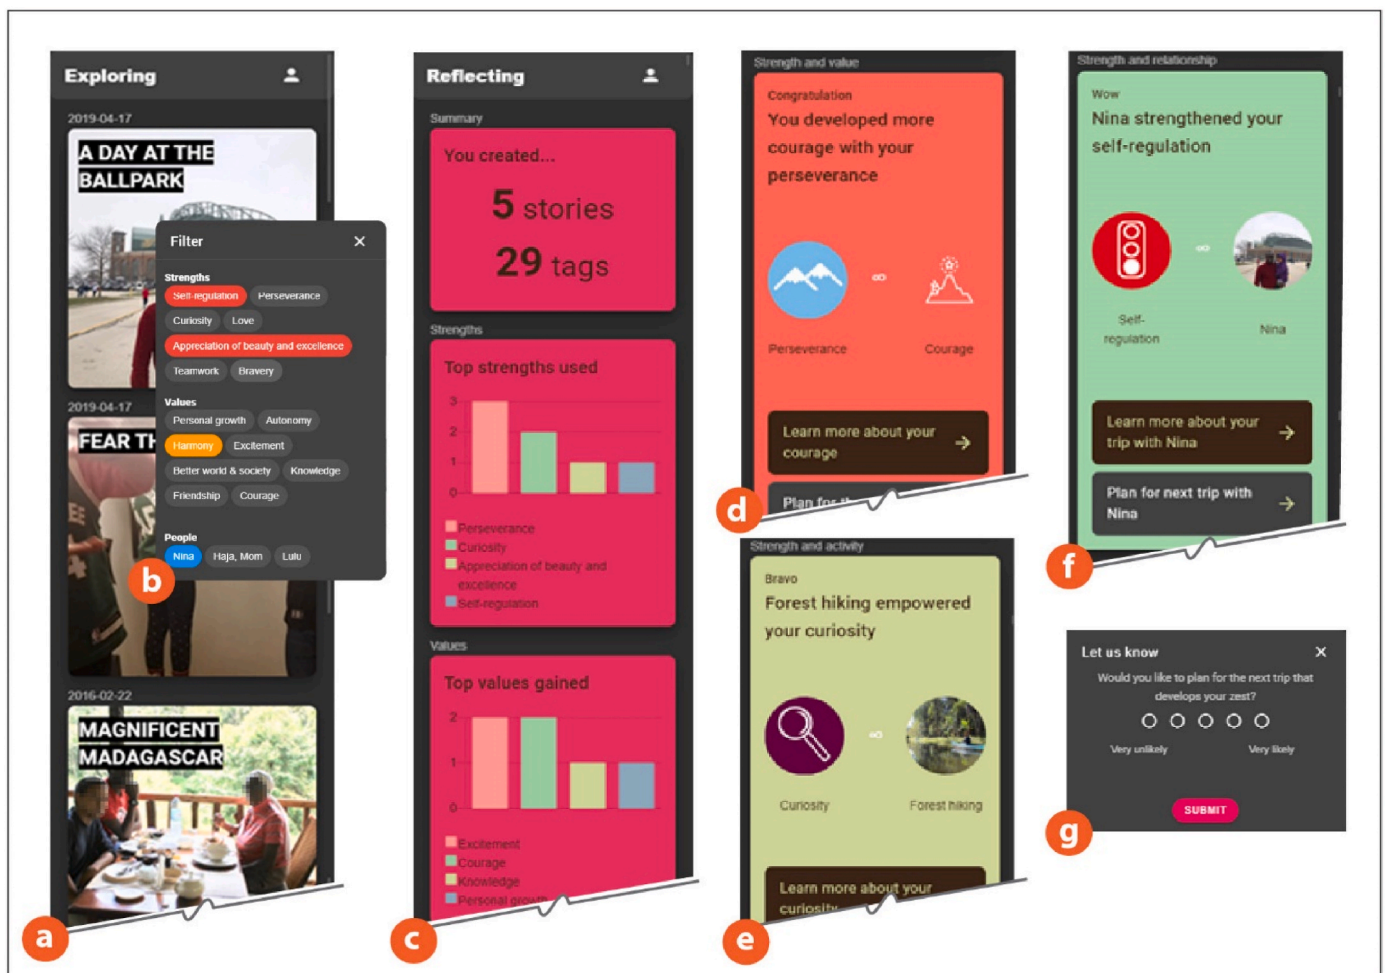 Exploring
2019-04-17
A DAY AT THE
BALLPARK
2019-04-17
FEAR TH
2016-02-22
MAGNIFICENT
MADAGASCAR
a
Filter
Strengths
Self-regulation Perseverance
Curiosity Love
Appreciation of beauty and excellence
Teamwork Bravery
Values
Personal growth Autonomy
Harmony Excitement
Better world & society Knowledge
Friendship Courage
People
Nina Haja, Mom Lulu
b
Reflecting
Summary
You created...
5 stories
29 tags
Strengths
Top strengths used
3
2
1
0
Perseverance
Curiosity
Appreciation of beauty and
excellence
Self-regulation
Values
Top values gained
2
1
0
Excitement
Courage
Knowledge
Personal growth
c
Strength and value
Congratulation
You developed more
courage with your
perseverance
∞
Perseverance Courage
Learn more about your
courage
Plan for
d
Strength and activity
Bravo
Forest hiking empowered
your curiosity
∞
Curiosity Forest hiking
Learn more about your
curiosity
e
Strength and relationship
Wow
Nina strengthened your
self-regulation
∞
Self-
regulation
Nina
Learn more about your
trip with Nina
Plan for next trip with
Nina
f
Let us know
Would you like to plan for the next trip that
develops your zest?
Very unlikely Very likely
SUBMIT
g